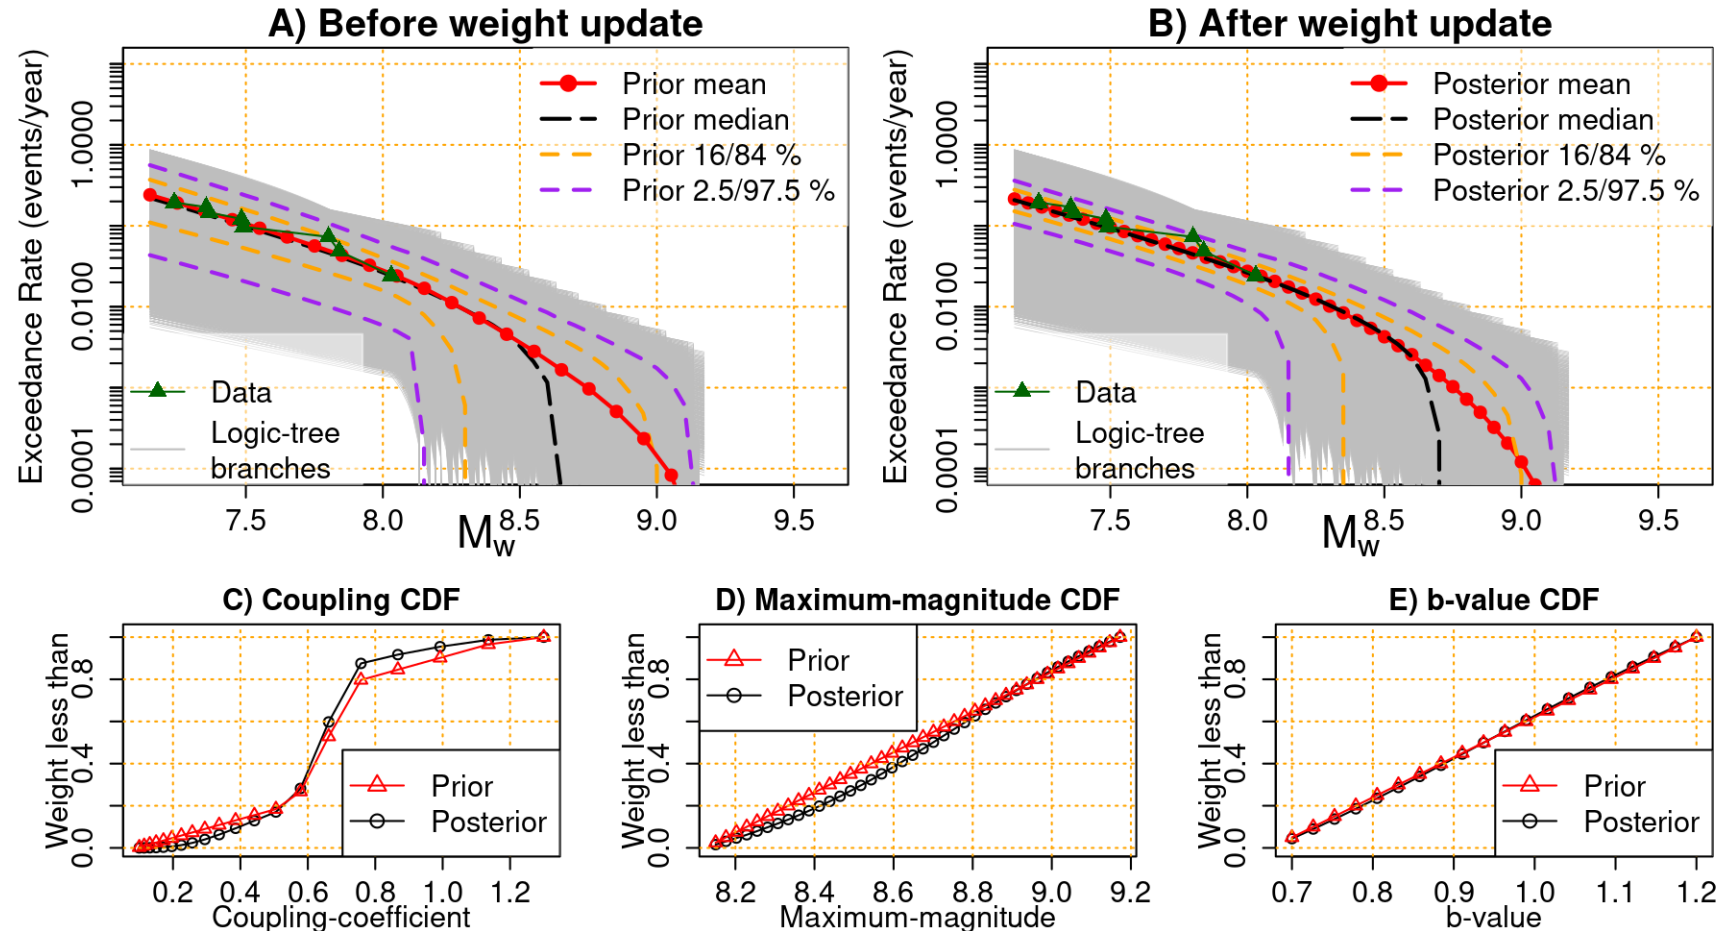 A) Before weight update
Exceedance Rate (events/year)
1.0000
0.0100
0.0001
Prior mean
Prior median
Prior 16/84 %
Prior 2.5/97.5 %
Data
Logic-tree
branches
7.5
8.0
8.5
9.0
9.5
Mw
B) After weight update
Exceedance Rate (events/year)
1.0000
0.0100
0.0001
Posterior mean
Posterior median
Posterior 16/84 %
Posterior 2.5/97.5 %
Data
Logic-tree
branches
7.5
8.0
8.5
9.0
9.5
Mw
C) Coupling CDF
Weight less than
0.8
0.4
0.0
Prior
Posterior
0.2
0.4
0.6
0.8
1.0
1.2
Coupling-coefficient
D) Maximum-magnitude CDF
Weight less than
0.8
0.4
0.0
Prior
Posterior
8.2
8.4
8.6
8.8
9.0
9.2
Maximum-magnitude
E) b-value CDF
Weight less than
0.8
0.4
0.0
Prior
Posterior
0.7
0.8
0.9
1.0
1.1
1.2
b-value